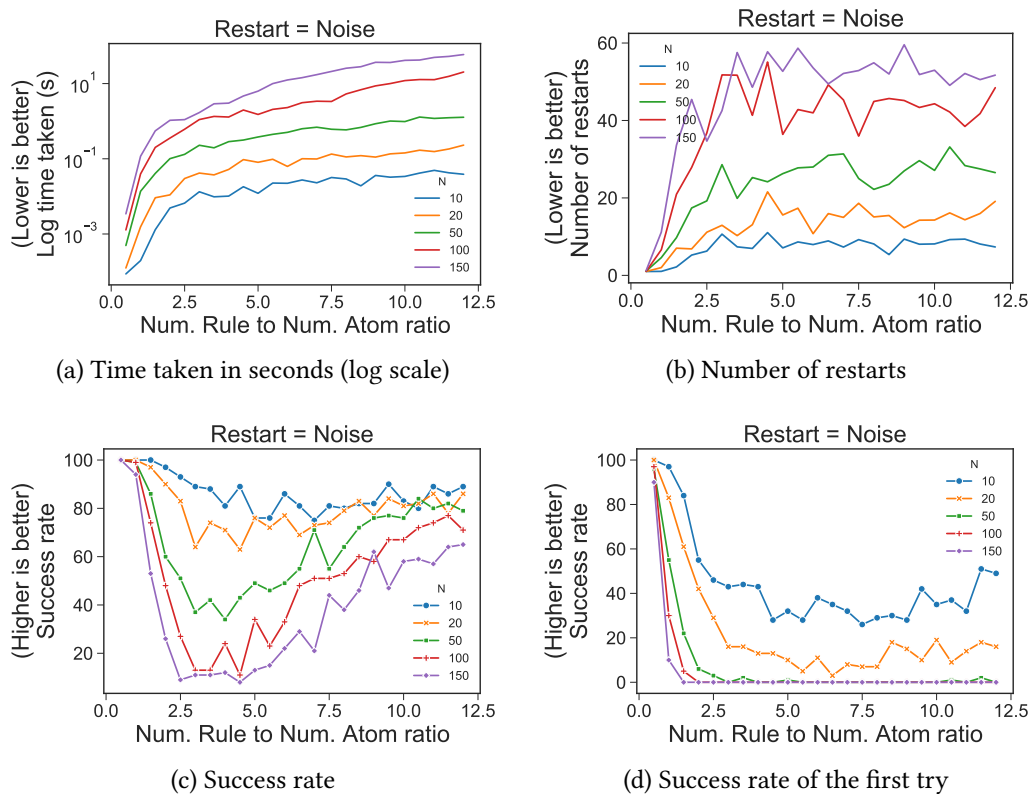 Restart = Noise
(Lower is better)
Log time taken (s)
10¹
10⁻¹
10⁻³
N
10
20
50
100
150
0.0 2.5 5.0 7.5 10.0 12.5
Num. Rule to Num. Atom ratio
(a) Time taken in seconds (log scale)
Restart = Noise
(Lower is better)
Number of restarts
60
40
20
0
N
10
20
50
100
150
0.0 2.5 5.0 7.5 10.0 12.5
Num. Rule to Num. Atom ratio
(b) Number of restarts
Restart = Noise
(Higher is better)
Success rate
100
80
60
40
20
N
10
20
50
100
150
0.0 2.5 5.0 7.5 10.0 12.5
Num. Rule to Num. Atom ratio
(c) Success rate
Restart = Noise
(Higher is better)
Success rate
100
80
60
40
20
0
N
10
20
50
100
150
0.0 2.5 5.0 7.5 10.0 12.5
Num. Rule to Num. Atom ratio
(d) Success rate of the first try